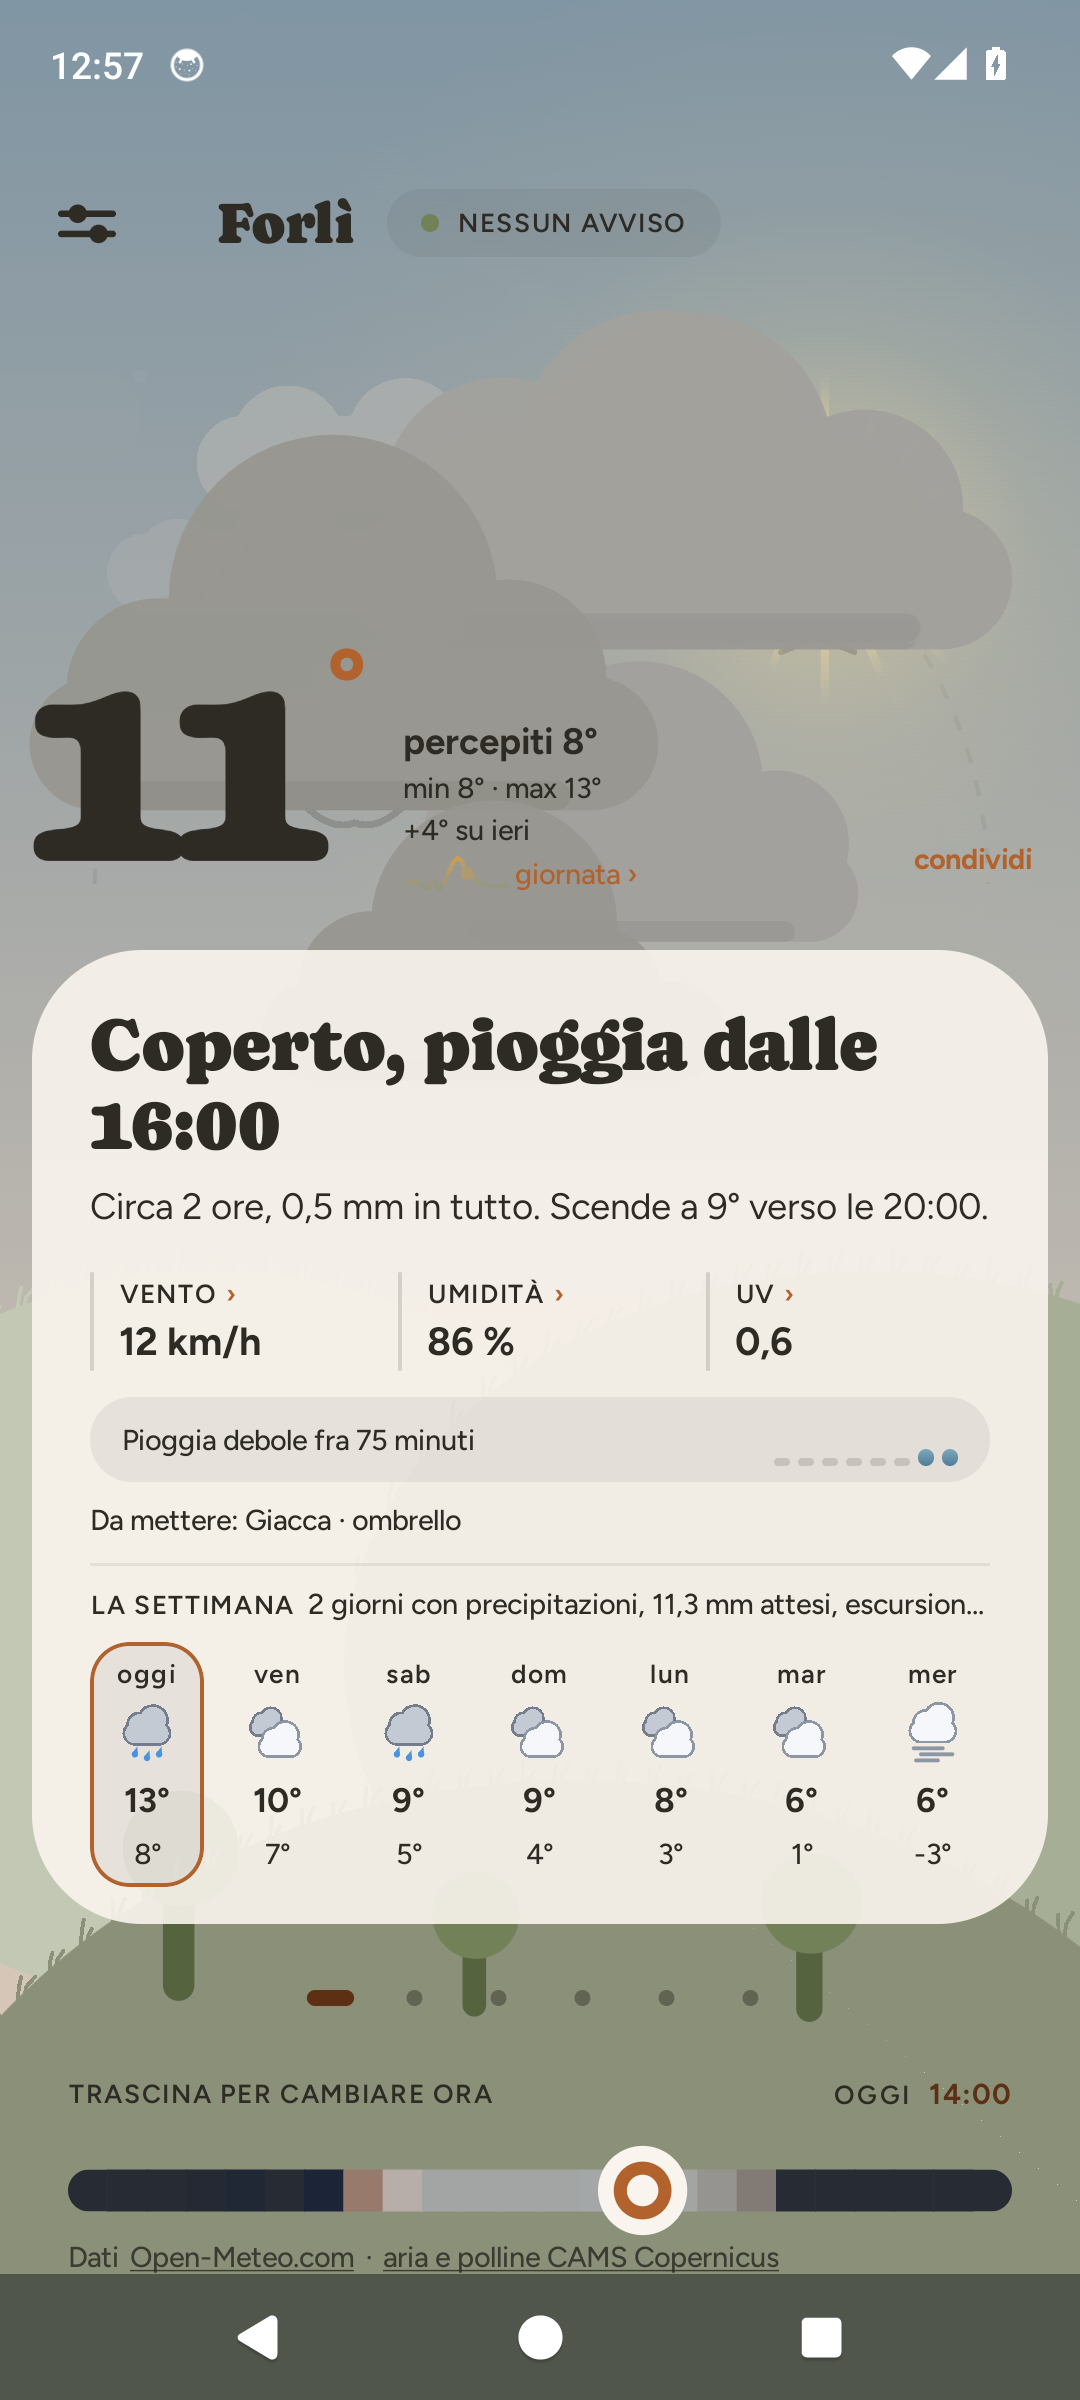 12:57
Forlì
NESSUN AVVISO
11°
percepiti 8°
min 8° · max 13°
+4° su ieri
giornata ›
condividi
Coperto, pioggia dalle
16:00
Circa 2 ore, 0,5 mm in tutto. Scende a 9° verso le 20:00.
VENTO › UMIDITÀ › UV ›
12 km/h 86 % 0,6
Pioggia debole fra 75 minuti
Da mettere: Giacca · ombrello
LA SETTIMANA 2 giorni con precipitazioni, 11,3 mm attesi, escursion...
oggi ven sab dom lun mar mer
13° 10° 9° 9° 8° 6° 6°
8° 7° 5° 4° 3° 1° -3°
TRASCINA PER CAMBIARE ORA OGGI 14:00
Dati Open-Meteo.com · aria e polline CAMS Copernicus